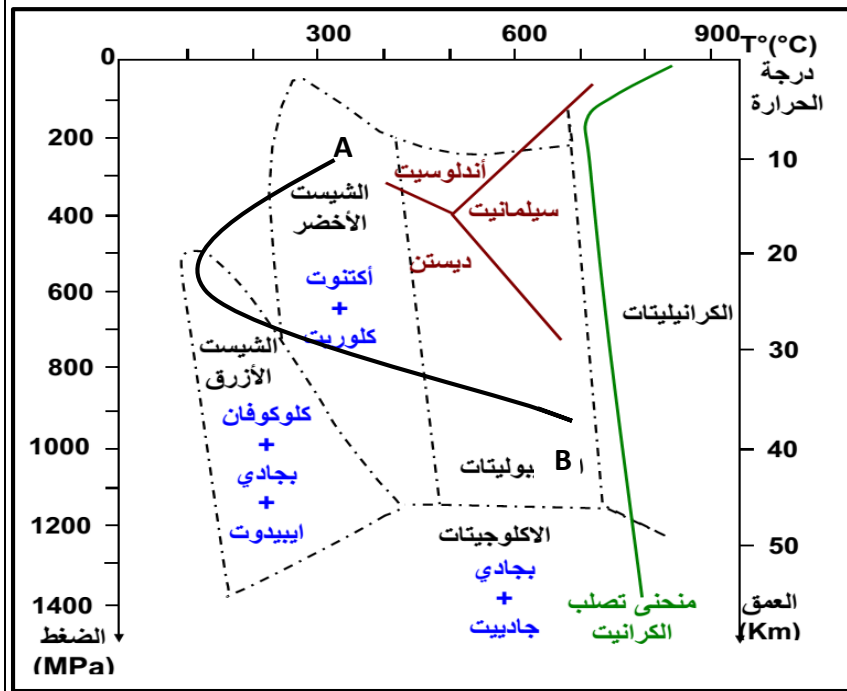 0 300 600 900 T°(°C)
درجة
الحرارة
200
400
600
800
1000
1200
1400
الضغط
(MPa)
10
20
30
40
50
العمق
(Km)
A
أندلوسيت
الشيست
الأخضر
سيلمانيت
ديستن
أكتنوت
+
كلوريت
الكرانيليتات
الشيست
الأزرق
كلوكوفان
+
بجادي
+
ايبيدوت
B
بوليتات
الاكلوجيتات
بجادي
+
جادييت
منحنى تصلب
الكرانيت